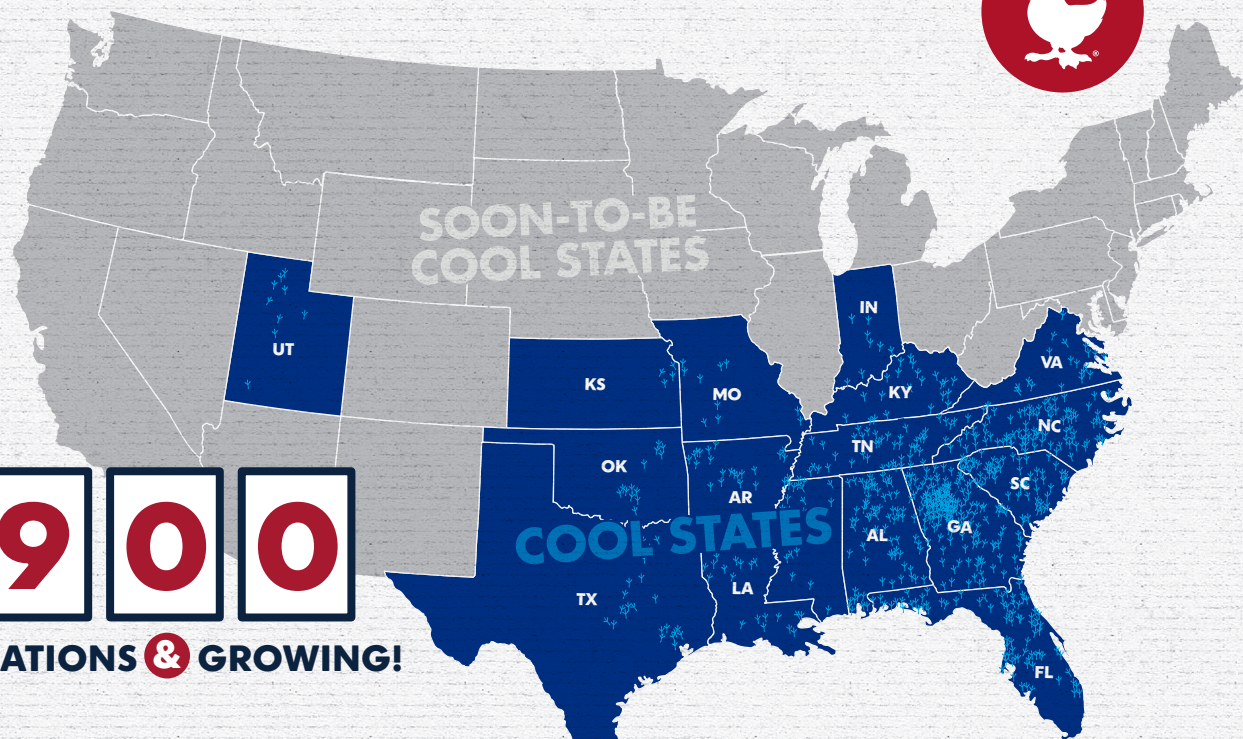 SOON-TO-BE
COOL STATES
UT
KS
MO
IN
KY
VA
OK
AR
TN
NC
SC
COOL STATES
AL
GA
TX
LA
FL
900
ATIONS & GROWING!
®